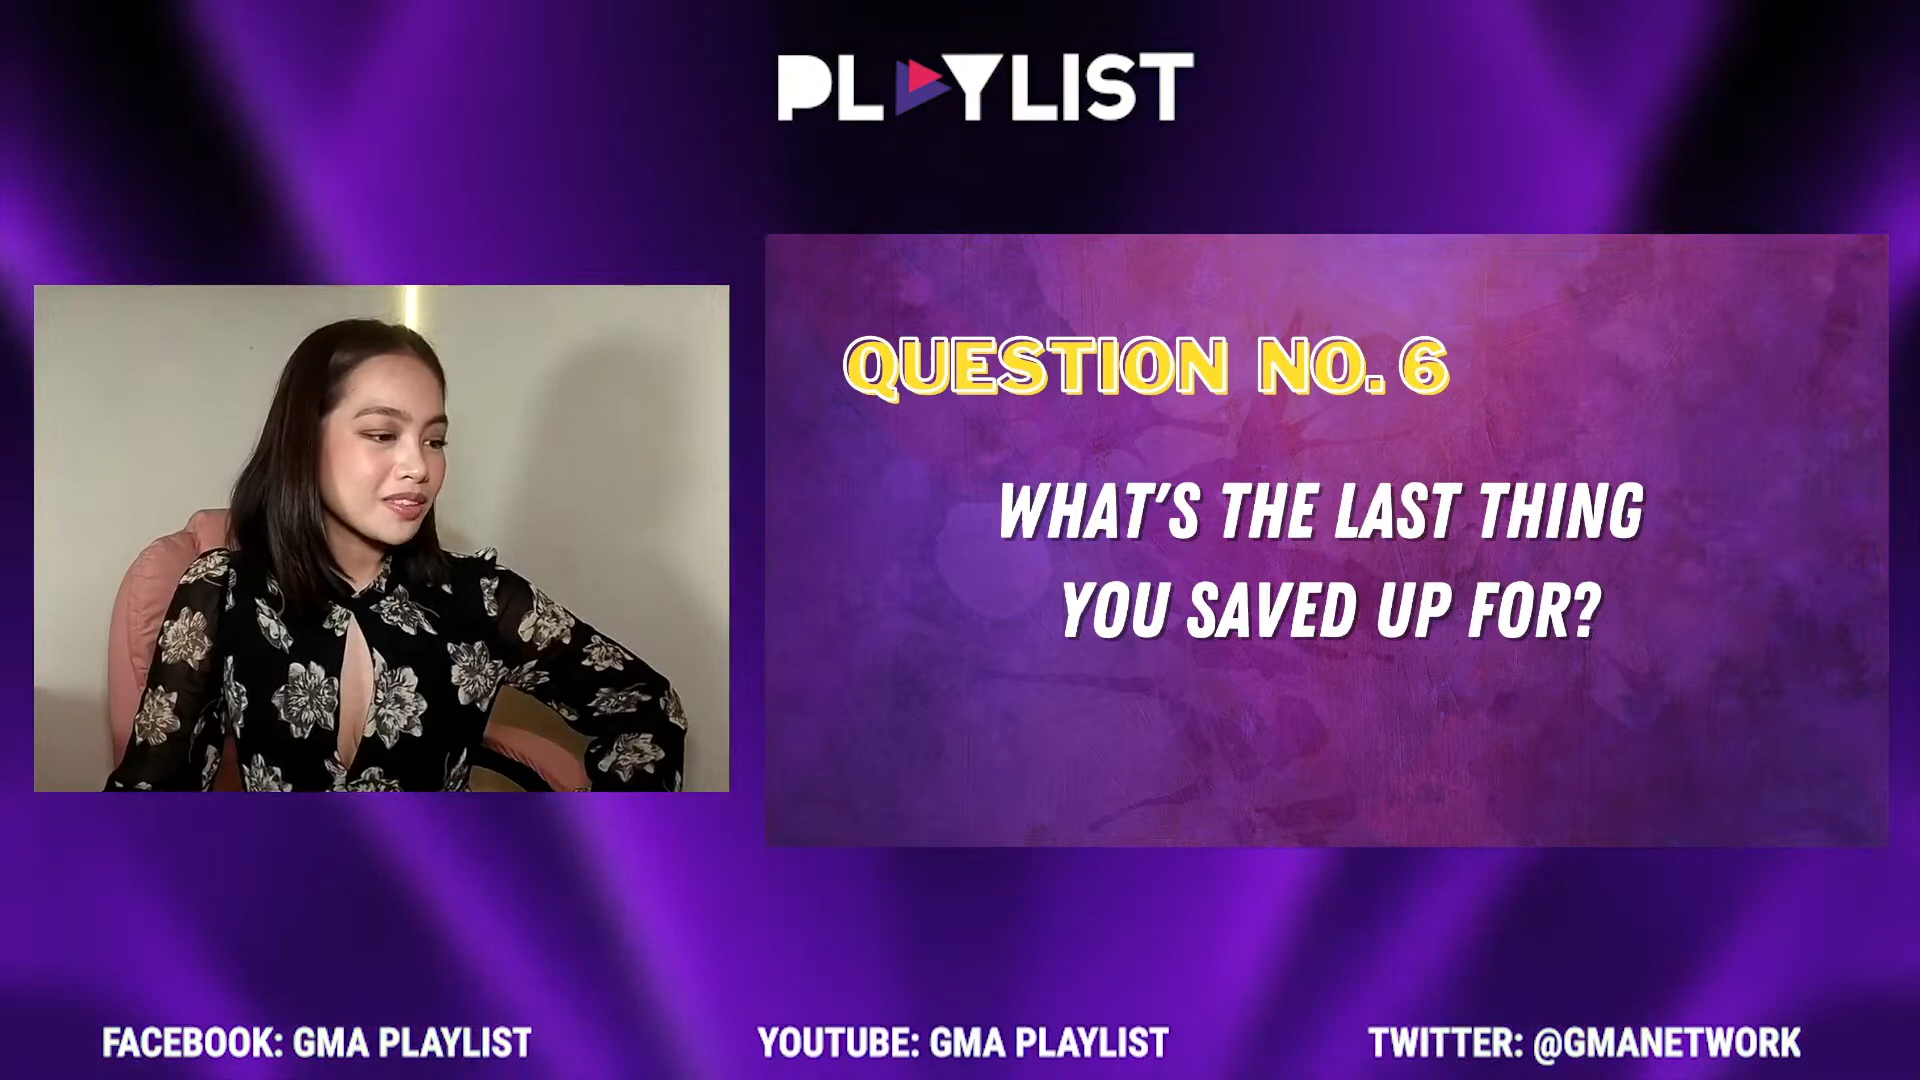 PLAYLIST
QUESTION NO. 6
WHAT'S THE LAST THING
YOU SAVED UP FOR?
FACEBOOK: GMA PLAYLIST
YOUTUBE: GMA PLAYLIST
TWITTER: @GMANETWORK